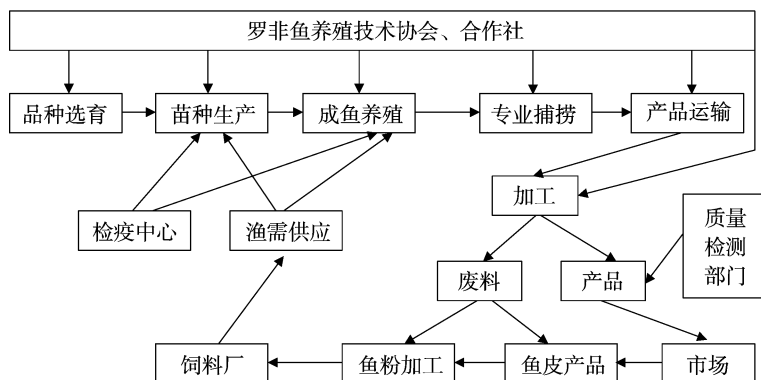 罗非鱼养殖技术协会、合作社
品种选育
苗种生产
成鱼养殖
专业捕捞
产品运输
加工
检疫中心
渔需供应
质量
检测
部门
废料
产品
饲料厂
鱼粉加工
鱼皮产品
市场